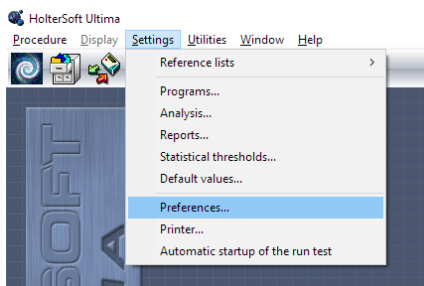 HolterSoft Ultima
Procedure Display Settings Utilities Window Help
Reference lists
Programs...
Analysis...
Reports...
Statistical thresholds...
Default values...
Preferences...
Printer...
Automatic startup of the run test
SOFT